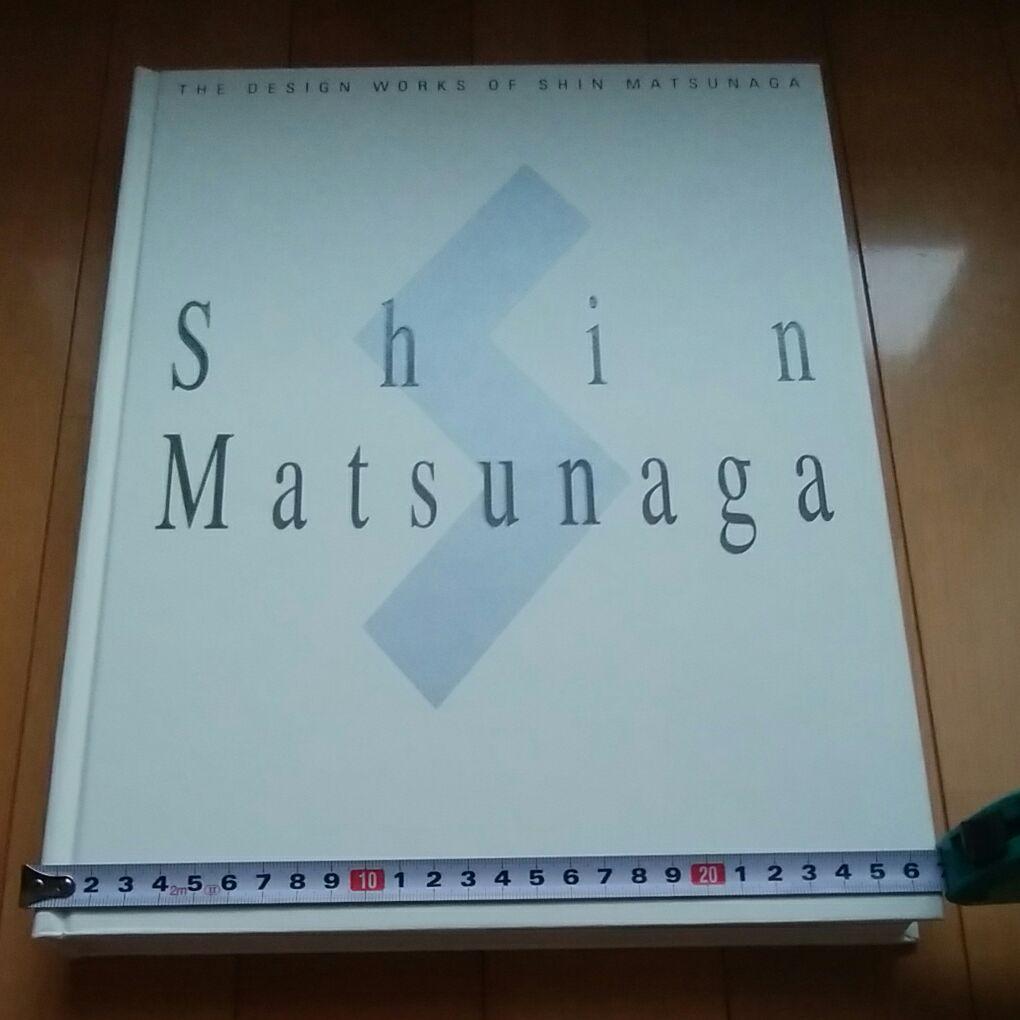 THE DESIGN WORKS OF SHIN MATSUNAGA
Shin
Matsunaga
2 3 4 5 6 7 8 9 10 1 2 3 4 5 6 7 8 9 20 1 2 3 4 5 6
2m